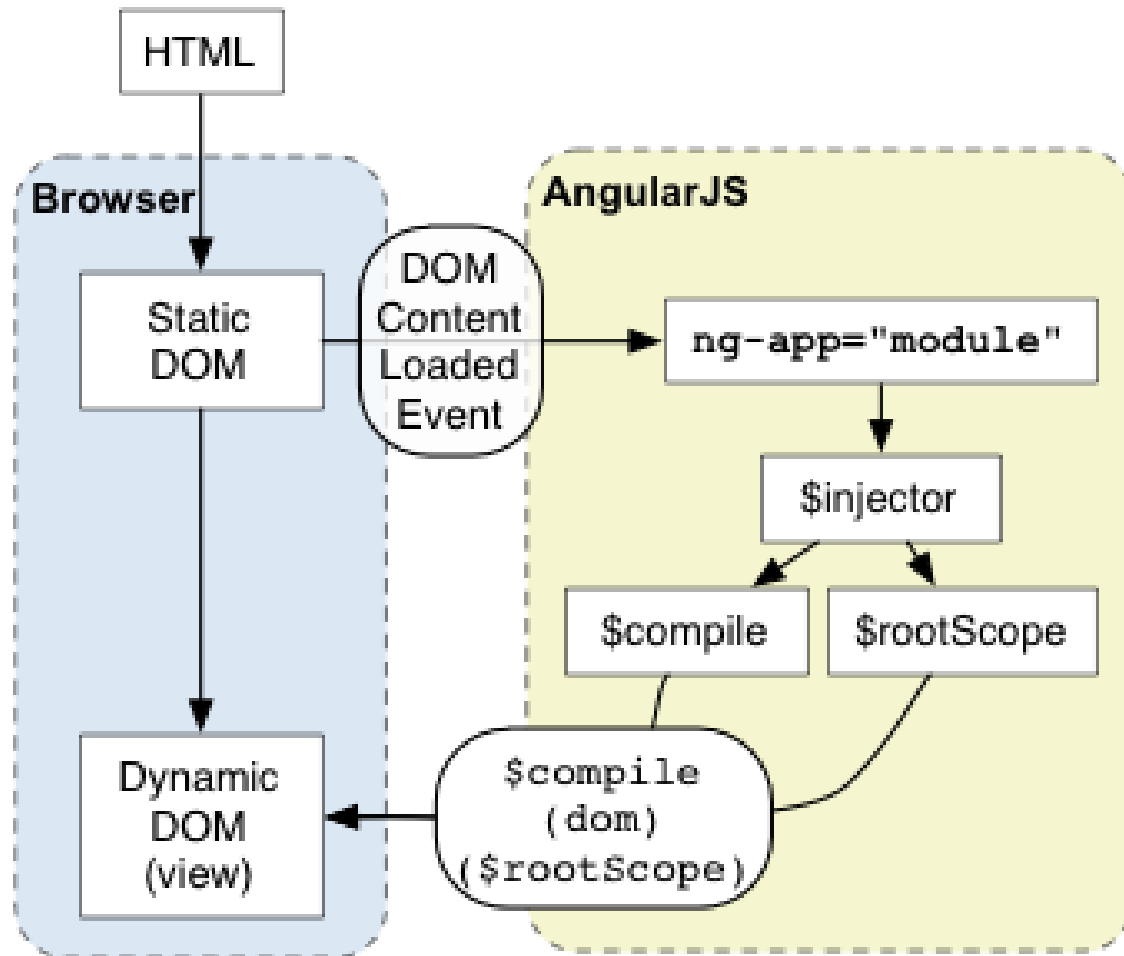 HTML
Browser
AngularJS
Static
DOM
DOM
Content
Loaded
Event
ng-app="module"
$injector
$compile
$rootScope
$compile
(dom)
($rootScope)
Dynamic
DOM
(view)